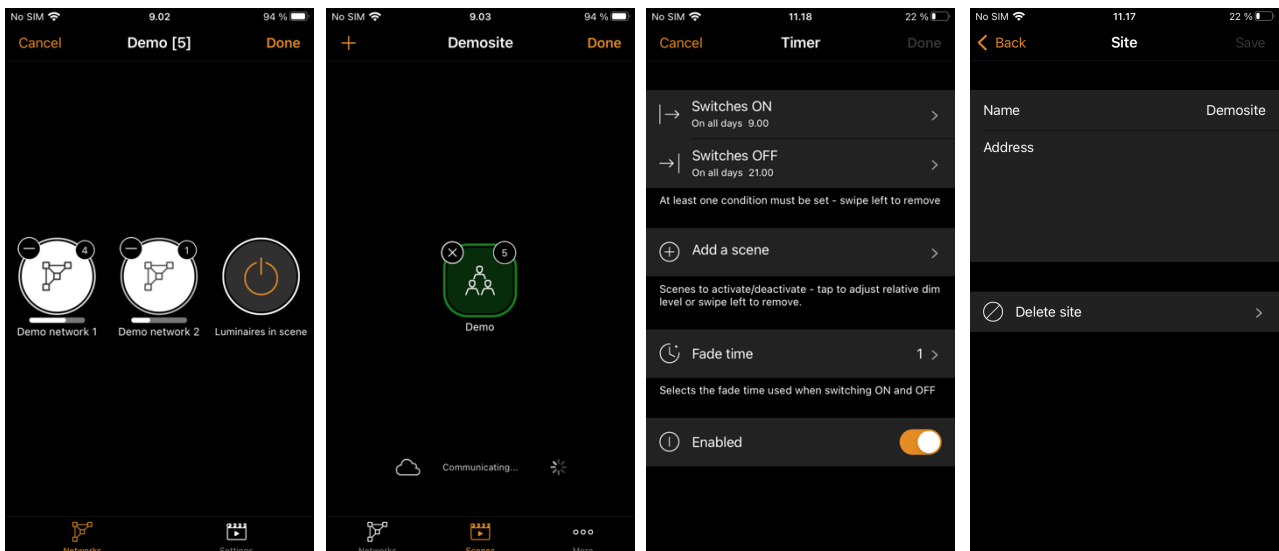 No SIM 9.02 94 %
Cancel Demo [5] Done
4
1
Demo network 1 Demo network 2 Luminaires in scene
Networks Settings
No SIM 9.03 94 %
+ Demosite Done
5
Demo
Communicating...
Networks Scenes More
No SIM 11.18 22 %
Cancel Timer Done
Switches ON
On all days 9.00
Switches OFF
On all days 21.00
At least one condition must be set - swipe left to remove
Add a scene
Scenes to activate/deactivate - tap to adjust relative dim
level or swipe left to remove.
Fade time 1
Selects the fade time used when switching ON and OFF
Enabled
No SIM 11.17 22 %
Back Site Save
Name Demosite
Address
Delete site